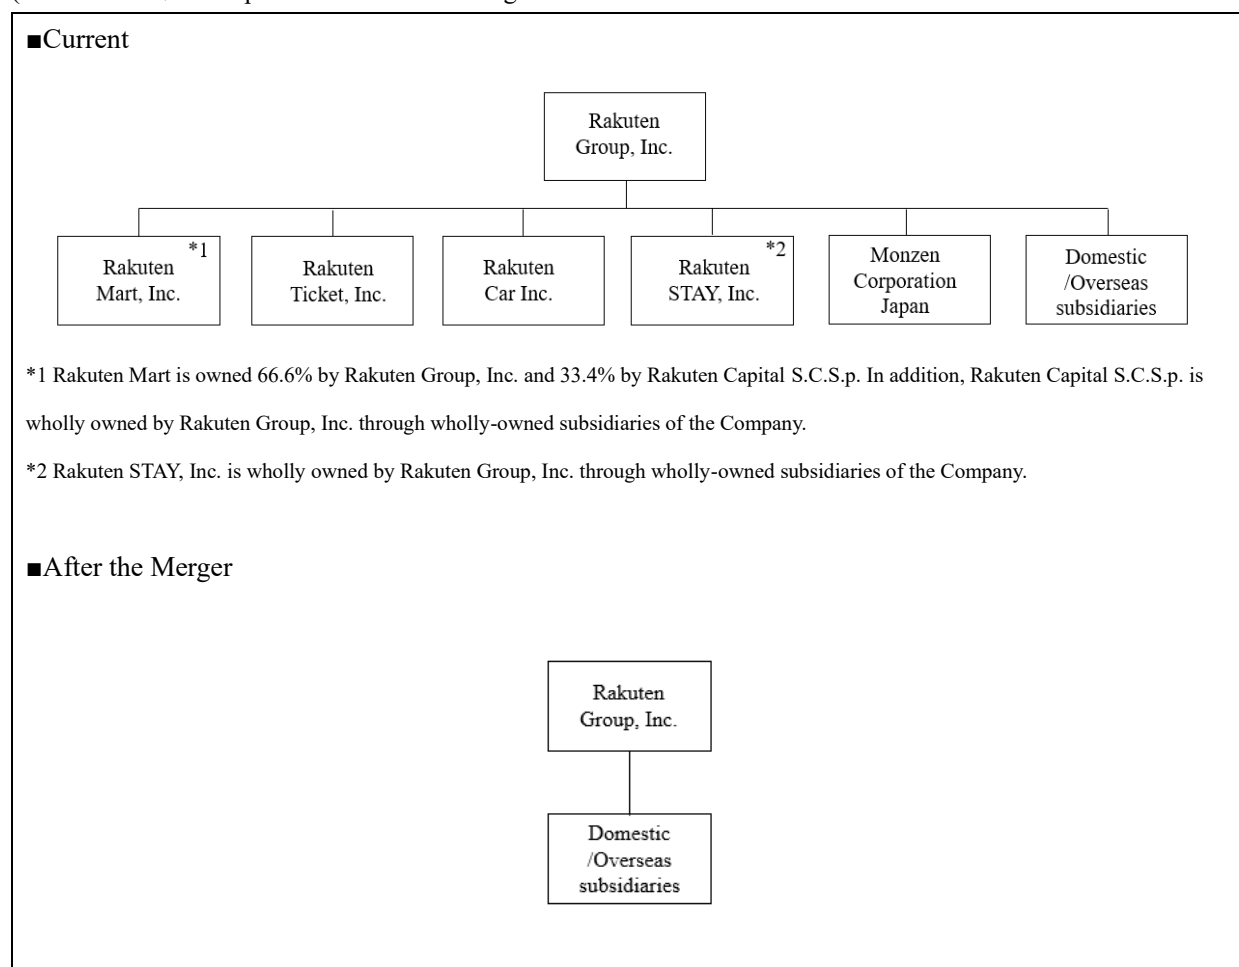 ■Current
Rakuten
Group, Inc.
*1
Rakuten
Mart, Inc.
Rakuten
Ticket, Inc.
Rakuten
Car Inc.
*2
Rakuten
STAY, Inc.
Monzen
Corporation
Japan
Domestic
/Overseas
subsidiaries
*1 Rakuten Mart is owned 66.6% by Rakuten Group, Inc. and 33.4% by Rakuten Capital S.C.S.p. In addition, Rakuten Capital S.C.S.p. is
wholly owned by Rakuten Group, Inc. through wholly-owned subsidiaries of the Company.
*2 Rakuten STAY, Inc. is wholly owned by Rakuten Group, Inc. through wholly-owned subsidiaries of the Company.
■After the Merger
Rakuten
Group, Inc.
Domestic
/Overseas
subsidiaries